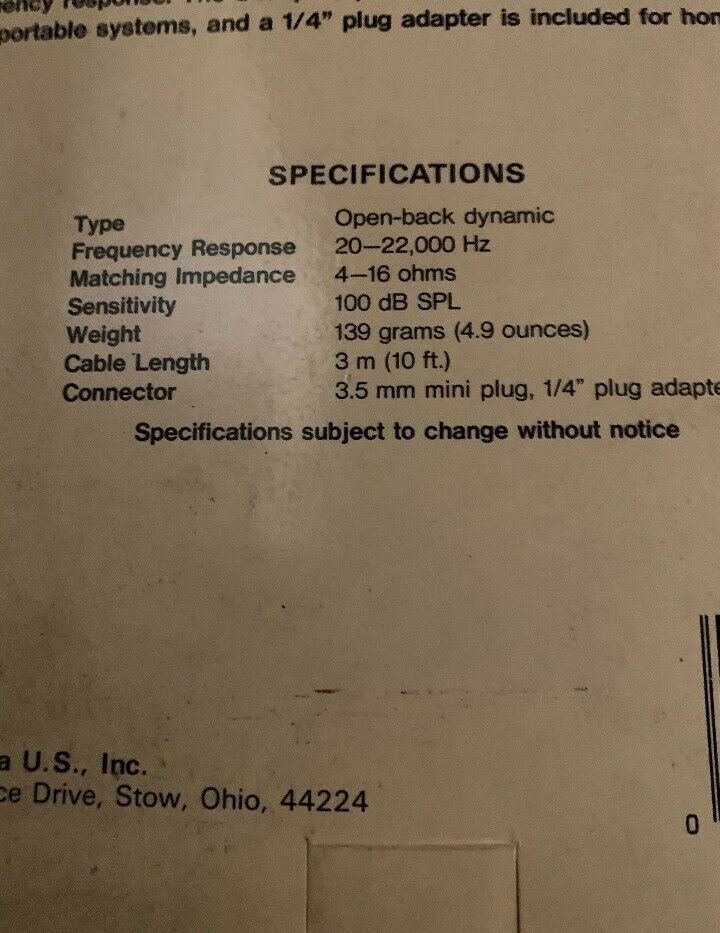 response.
portable systems, and a 1/4” plug adapter is included for
SPECIFICATIONS
Type Open-back dynamic
Frequency Response 20—22,000 Hz
Matching Impedance 4—16 ohms
Sensitivity 100 dB SPL
Weight 139 grams (4.9 ounces)
Cable Length 3 m (10 ft.)
Connector 3.5 mm mini plug, 1/4” plug adapte
Specifications subject to change without notice
a U.S., Inc.
ce Drive, Stow, Ohio, 44224
0